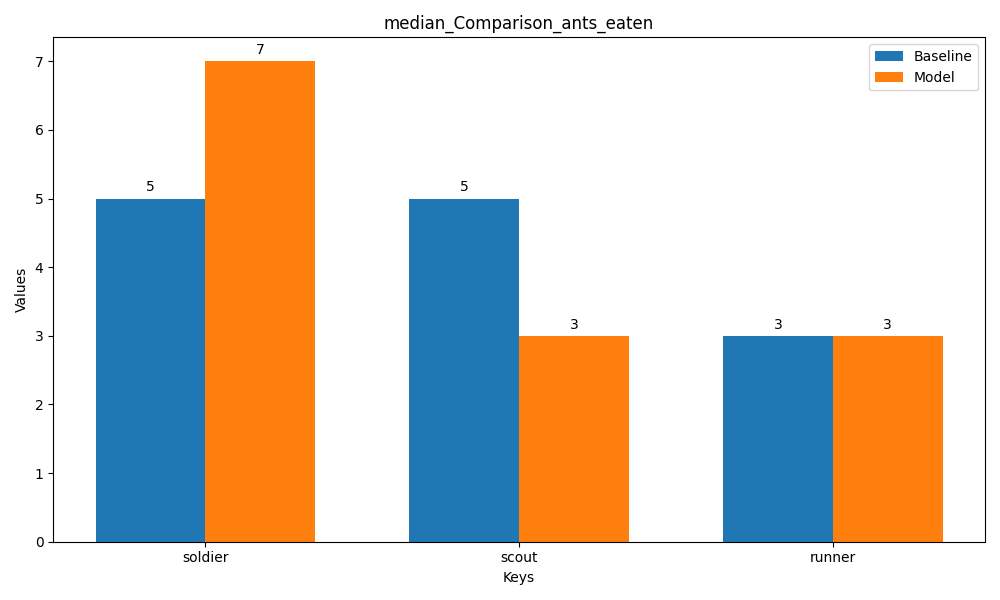 median_Comparison_ants_eaten
Baseline
Model
Values
7
6
5
4
3
2
1
0
5
7
5
3
3
3
soldier
scout
runner
Keys